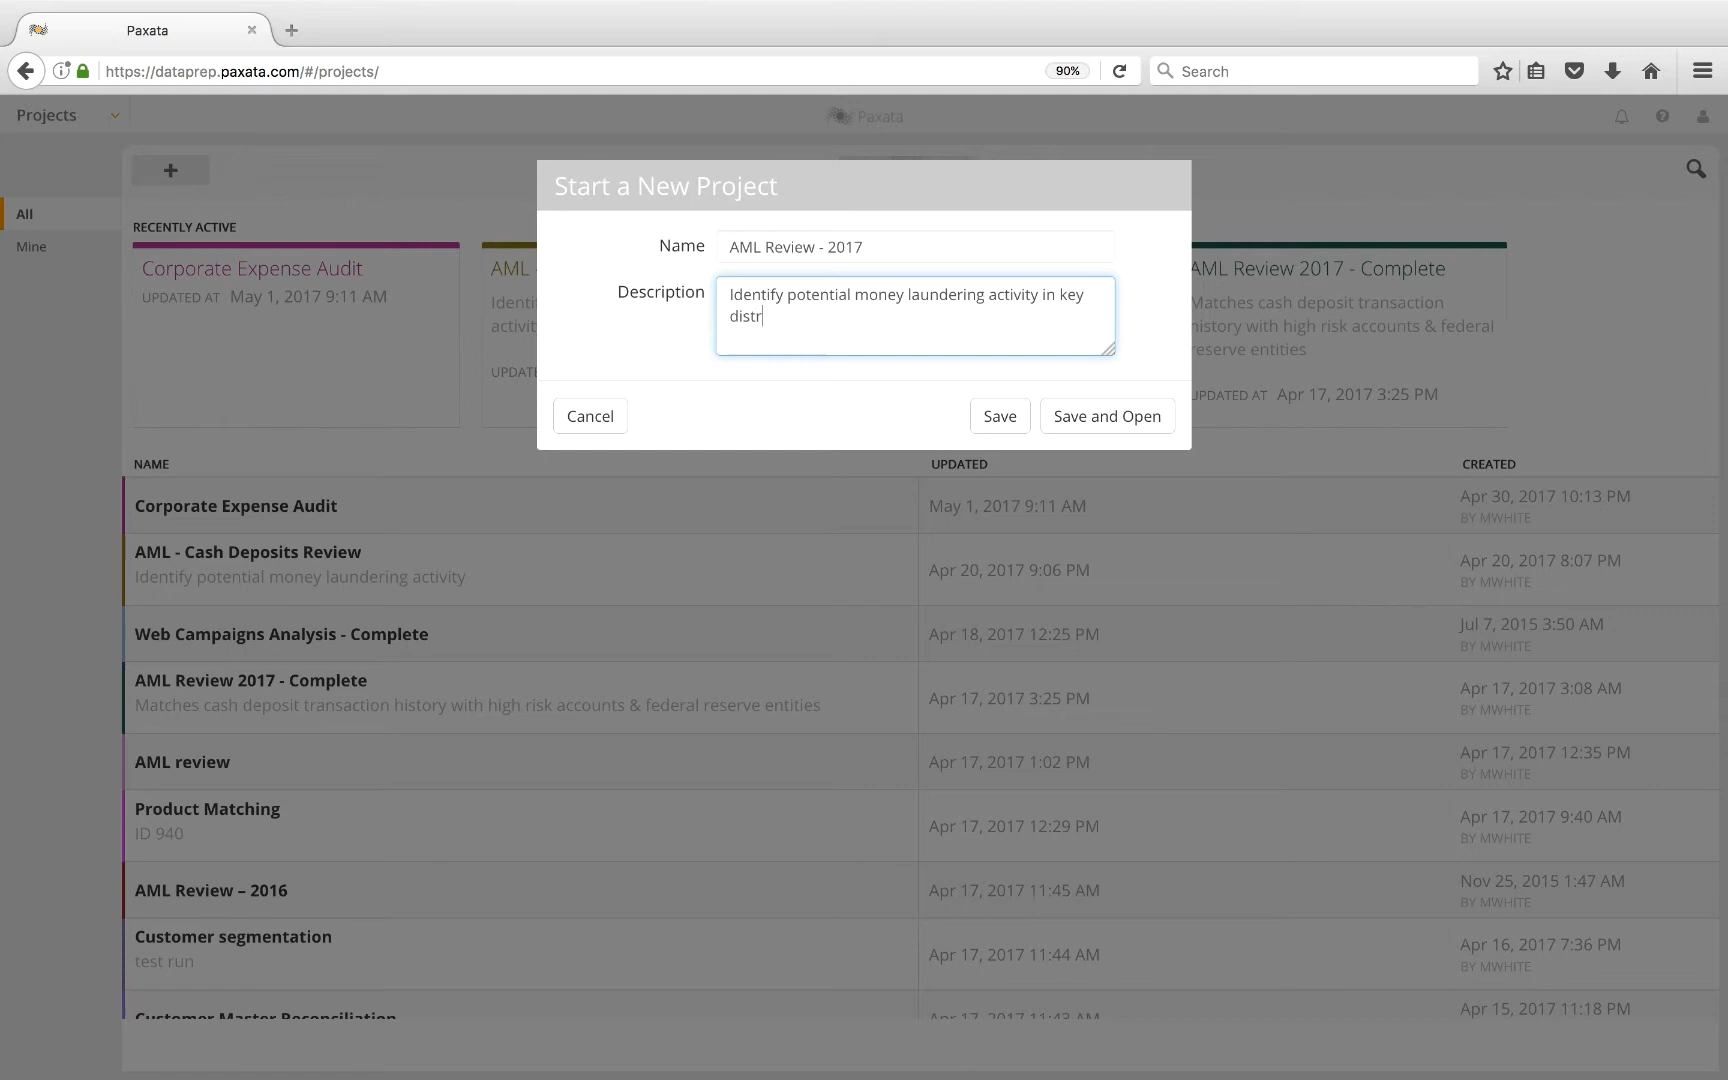 Paxata
https://dataprep.paxata.com/#/projects/
90%
Search
Projects
Paxata
All
Mine
RECENTLY ACTIVE
Corporate Expense Audit
UPDATED AT May 1, 2017 9:11 AM
AML -
AML Review 2017 - Complete
Matches cash deposit transaction
history with high risk accounts & federal
reserve entities
UPDATED AT Apr 17, 2017 3:25 PM
Start a New Project
Name AML Review - 2017
Description Identify potential money laundering activity in key
distr
Cancel Save Save and Open
NAME UPDATED CREATED
Corporate Expense Audit May 1, 2017 9:11 AM Apr 30, 2017 10:13 PM
BY MWHITE
AML - Cash Deposits Review
Identify potential money laundering activity
Apr 20, 2017 9:06 PM Apr 20, 2017 8:07 PM
BY MWHITE
Web Campaigns Analysis - Complete Apr 18, 2017 12:25 PM Jul 7, 2015 3:50 AM
BY MWHITE
AML Review 2017 - Complete
Matches cash deposit transaction history with high risk accounts & federal reserve entities
Apr 17, 2017 3:25 PM Apr 17, 2017 3:08 AM
BY MWHITE
AML review Apr 17, 2017 1:02 PM Apr 17, 2017 12:35 PM
BY MWHITE
Product Matching
ID 940
Apr 17, 2017 12:29 PM Apr 17, 2017 9:40 AM
BY MWHITE
AML Review – 2016 Apr 17, 2017 11:45 AM Nov 25, 2015 1:47 AM
BY MWHITE
Customer segmentation
test run
Apr 17, 2017 11:44 AM Apr 16, 2017 7:36 PM
BY MWHITE
Customer Master Reconciliation Apr 17, 2017 11:43 AM Apr 15, 2017 11:18 PM